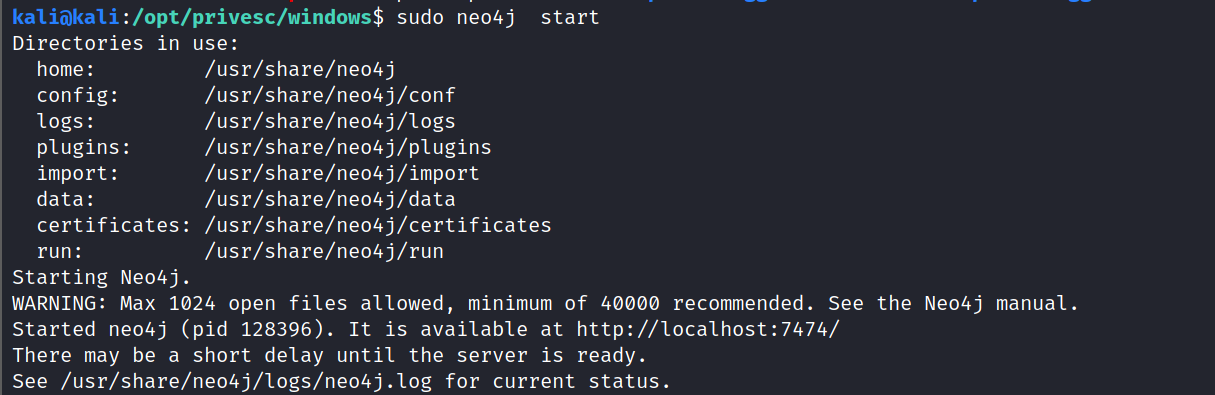 kali@kali:/opt/privesc/windows$ sudo neo4j  start
Directories in use:
  home:         /usr/share/neo4j
  config:       /usr/share/neo4j/conf
  logs:         /usr/share/neo4j/logs
  plugins:      /usr/share/neo4j/plugins
  import:       /usr/share/neo4j/import
  data:         /usr/share/neo4j/data
  certificates: /usr/share/neo4j/certificates
  run:          /usr/share/neo4j/run
Starting Neo4j.
WARNING: Max 1024 open files allowed, minimum of 40000 recommended. See the Neo4j manual.
Started neo4j (pid 128396). It is available at http://localhost:7474/
There may be a short delay until the server is ready.
See /usr/share/neo4j/logs/neo4j.log for current status.